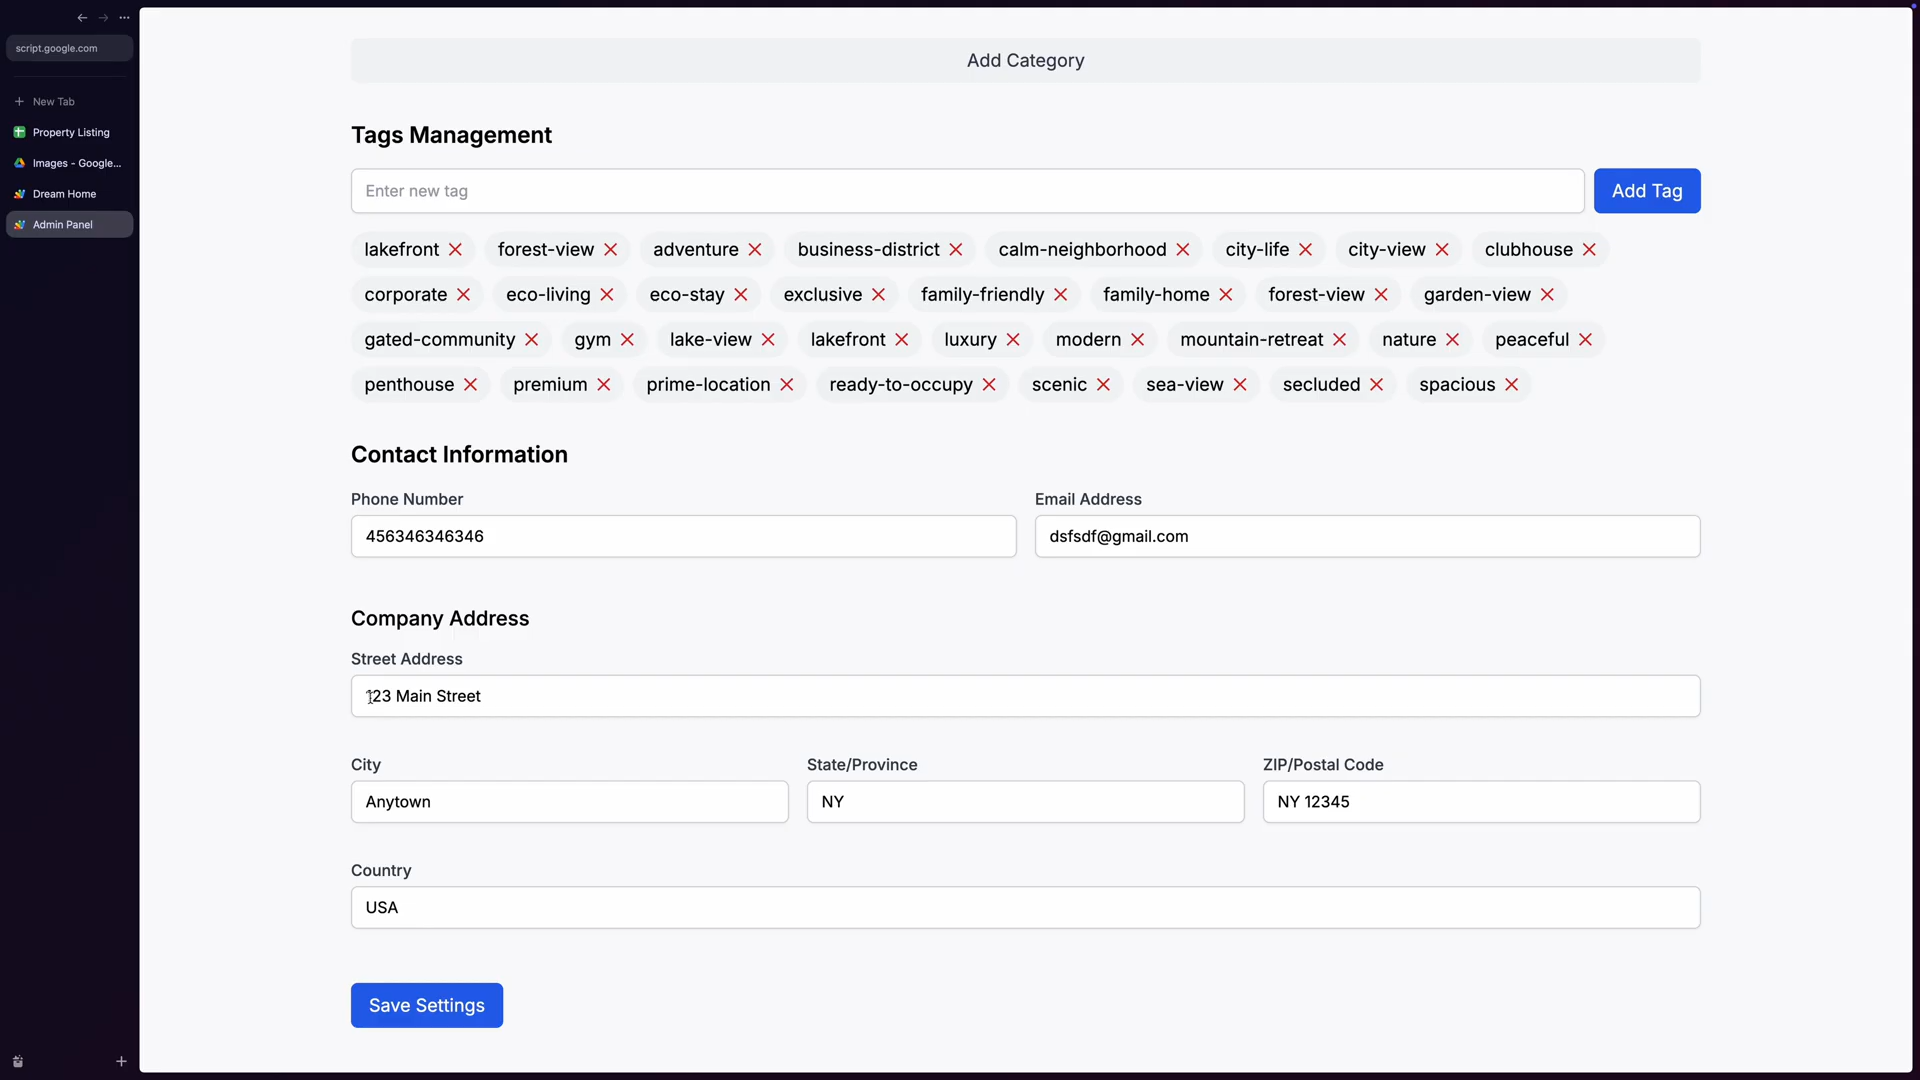 script.google.com
New Tab
Property Listing
Images - Google...
Dream Home
Admin Panel
Add Category
Tags Management
Enter new tag
Add Tag
lakefront forest-view adventure business-district calm-neighborhood city-life city-view clubhouse
corporate eco-living eco-stay exclusive family-friendly family-home forest-view garden-view
gated-community gym lake-view lakefront luxury modern mountain-retreat nature peaceful
penthouse premium prime-location ready-to-occupy scenic sea-view secluded spacious
Contact Information
Phone Number Email Address
456346346346 dsfsdf@gmail.com
Company Address
Street Address
123 Main Street
City State/Province ZIP/Postal Code
Anytown NY NY 12345
Country
USA
Save Settings